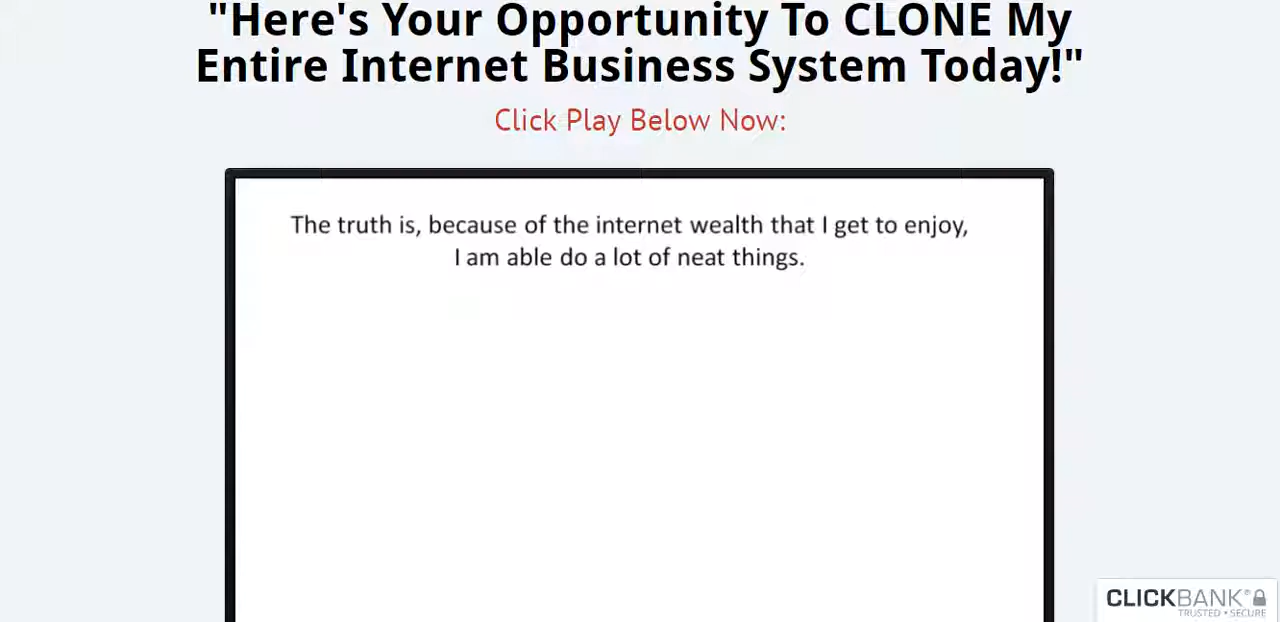 "Here's Your Opportunity To CLONE My
Entire Internet Business System Today!"
Click Play Below Now:
The truth is, because of the internet wealth that I get to enjoy,
I am able do a lot of neat things.
CLICKBANK®
TRUSTED • SECURE